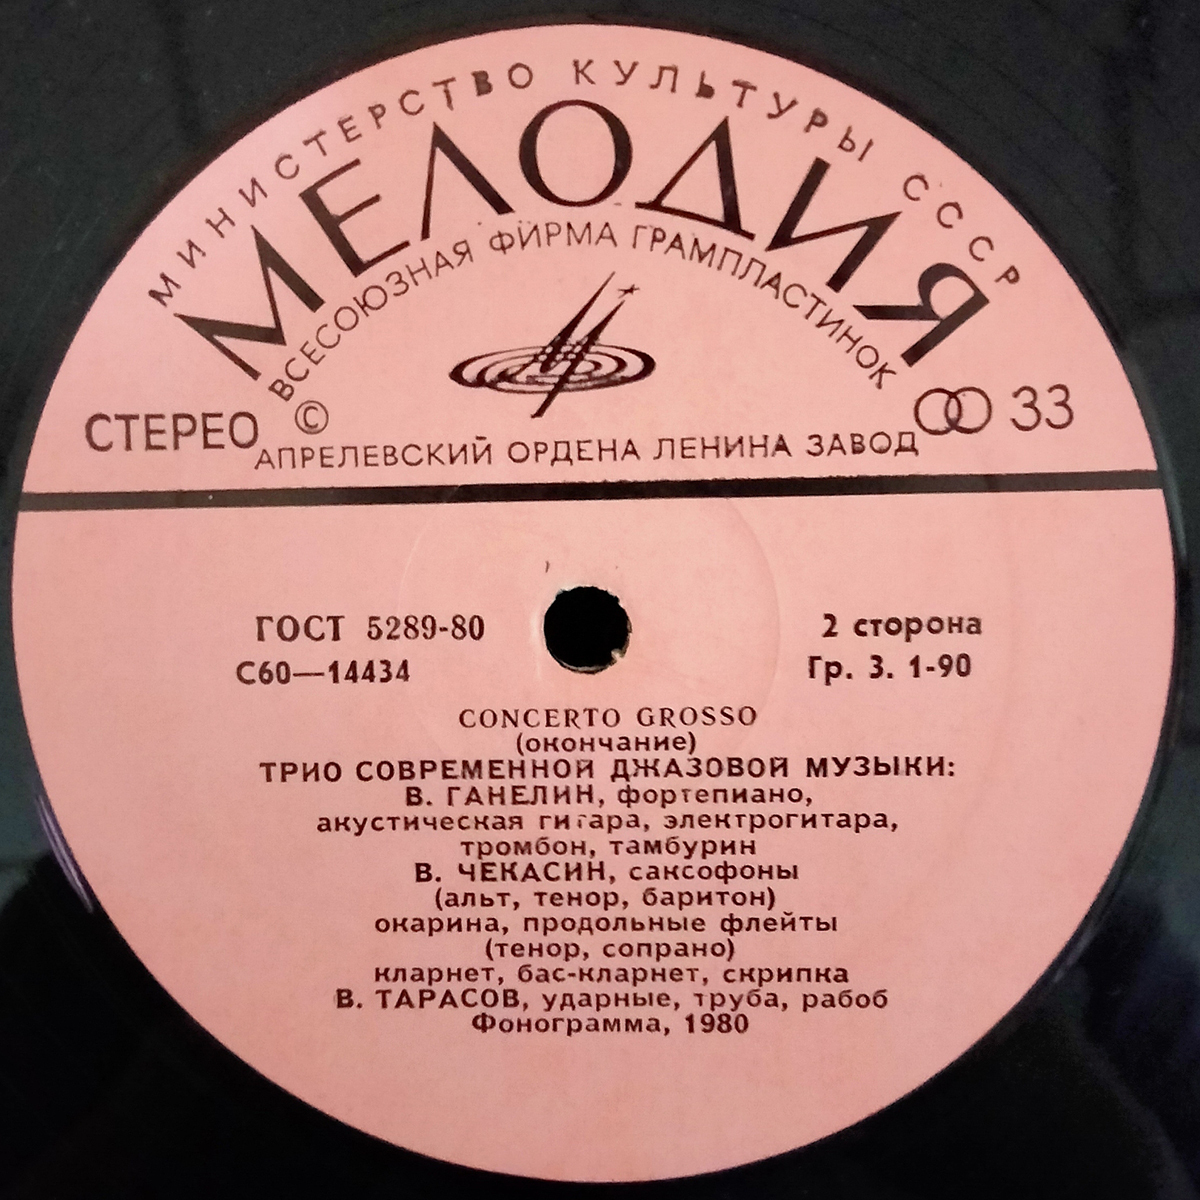 МИНИСТЕРСТВО КУЛЬТУРЫ СССР
МЕЛОДИЯ
ВСЕСОЮЗНАЯ ФИРМА ГРАМПЛАСТИНОК
СТЕРЕО © 33
АПРЕЛЕВСКИЙ ОРДЕНА ЛЕНИНА ЗАВОД
ГОСТ 5289-80 2 сторона
С60—14434 Гр. 3. 1-90
CONCERTO GROSSO
(окончание)
ТРИО СОВРЕМЕННОЙ ДЖАЗОВОЙ МУЗЫКИ:
В. ГАНЕЛИН, фортепиано,
акустическая гитара, электрогитара,
тромбон, тамбурин
В. ЧЕКАСИН, саксофоны
(альт, тенор, баритон)
окарина, продольные флейты
(тенор, сопрано)
кларнет, бас-кларнет, скрипка
В. ТАРАСОВ, ударные, труба, рабоб
Фонограмма, 1980